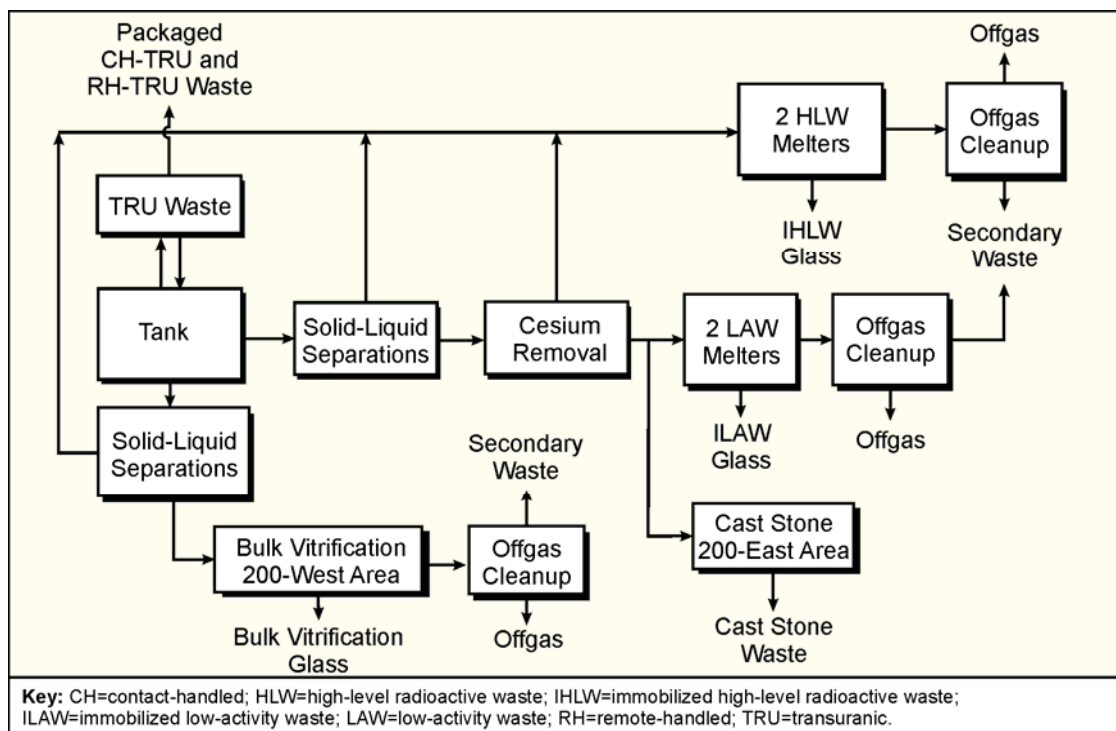 Packaged
CH-TRU and
RH-TRU Waste
Offgas
2 HLW
Melters
Offgas
Cleanup
TRU Waste
IHLW
Glass
Secondary
Waste
Tank
Solid-Liquid
Separations
Cesium
Removal
2 LAW
Melters
Offgas
Cleanup
Solid-Liquid
Separations
Secondary
Waste
ILAW
Glass
Offgas
Bulk Vitrification
200-West Area
Offgas
Cleanup
Cast Stone
200-East Area
Bulk Vitrification
Glass
Offgas
Cast Stone
Waste
Key: CH=contact-handled; HLW=high-level radioactive waste; IHLW=immobilized high-level radioactive waste;
ILAW=immobilized low-activity waste; LAW=low-activity waste; RH=remote-handled; TRU=transuranic.